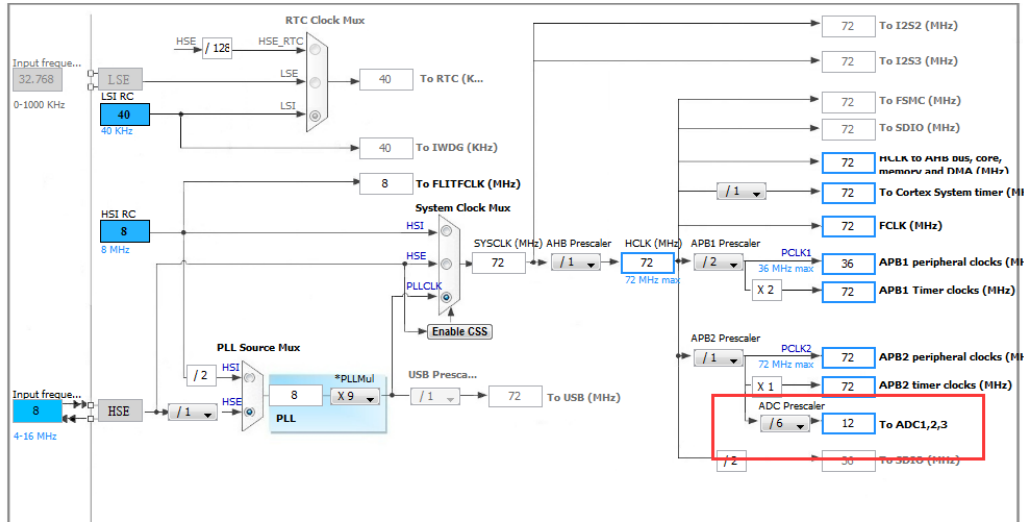 RTC Clock Mux
HSE
/ 128
HSE_RTC
Input freque...
32.768
0-1000 KHz
LSE
LSE
LSI RC
40
40 KHz
LSI
40
To RTC (K...
40
To IWDG (KHz)
8
To FLITFCLK (MHz)
HSI RC
8
8 MHz
System Clock Mux
HSI
HSE
PLLCLK
Enable CSS
SYSCLK (MHz)
72
AHB Prescaler
/ 1
HCLK (MHz)
72
72 MHz max
72
To I2S2 (MHz)
72
To I2S3 (MHz)
72
To FSMC (MHz)
72
To SDIO (MHz)
72
HCLK to AHB bus, core,
memory and DMA (MHz)
/ 1
72
To Cortex System timer (MH
72
FCLK (MHz)
APB1 Prescaler
/ 2
PCLK1
36 MHz max
36
APB1 peripheral clocks (MH
X 2
72
APB1 Timer clocks (MHz)
APB2 Prescaler
/ 1
PCLK2
72 MHz max
72
APB2 peripheral clocks (MH
X 1
72
APB2 timer clocks (MHz)
ADC Prescaler
/ 6
12
To ADC1,2,3
/ 2
36
To SDIO (MHz)
PLL Source Mux
/ 2
HSI
Input freque...
8
4-16 MHz
HSE
/ 1
HSE
8
*PLLMul
X 9
PLL
USB Presca...
/ 1
72
To USB (MHz)